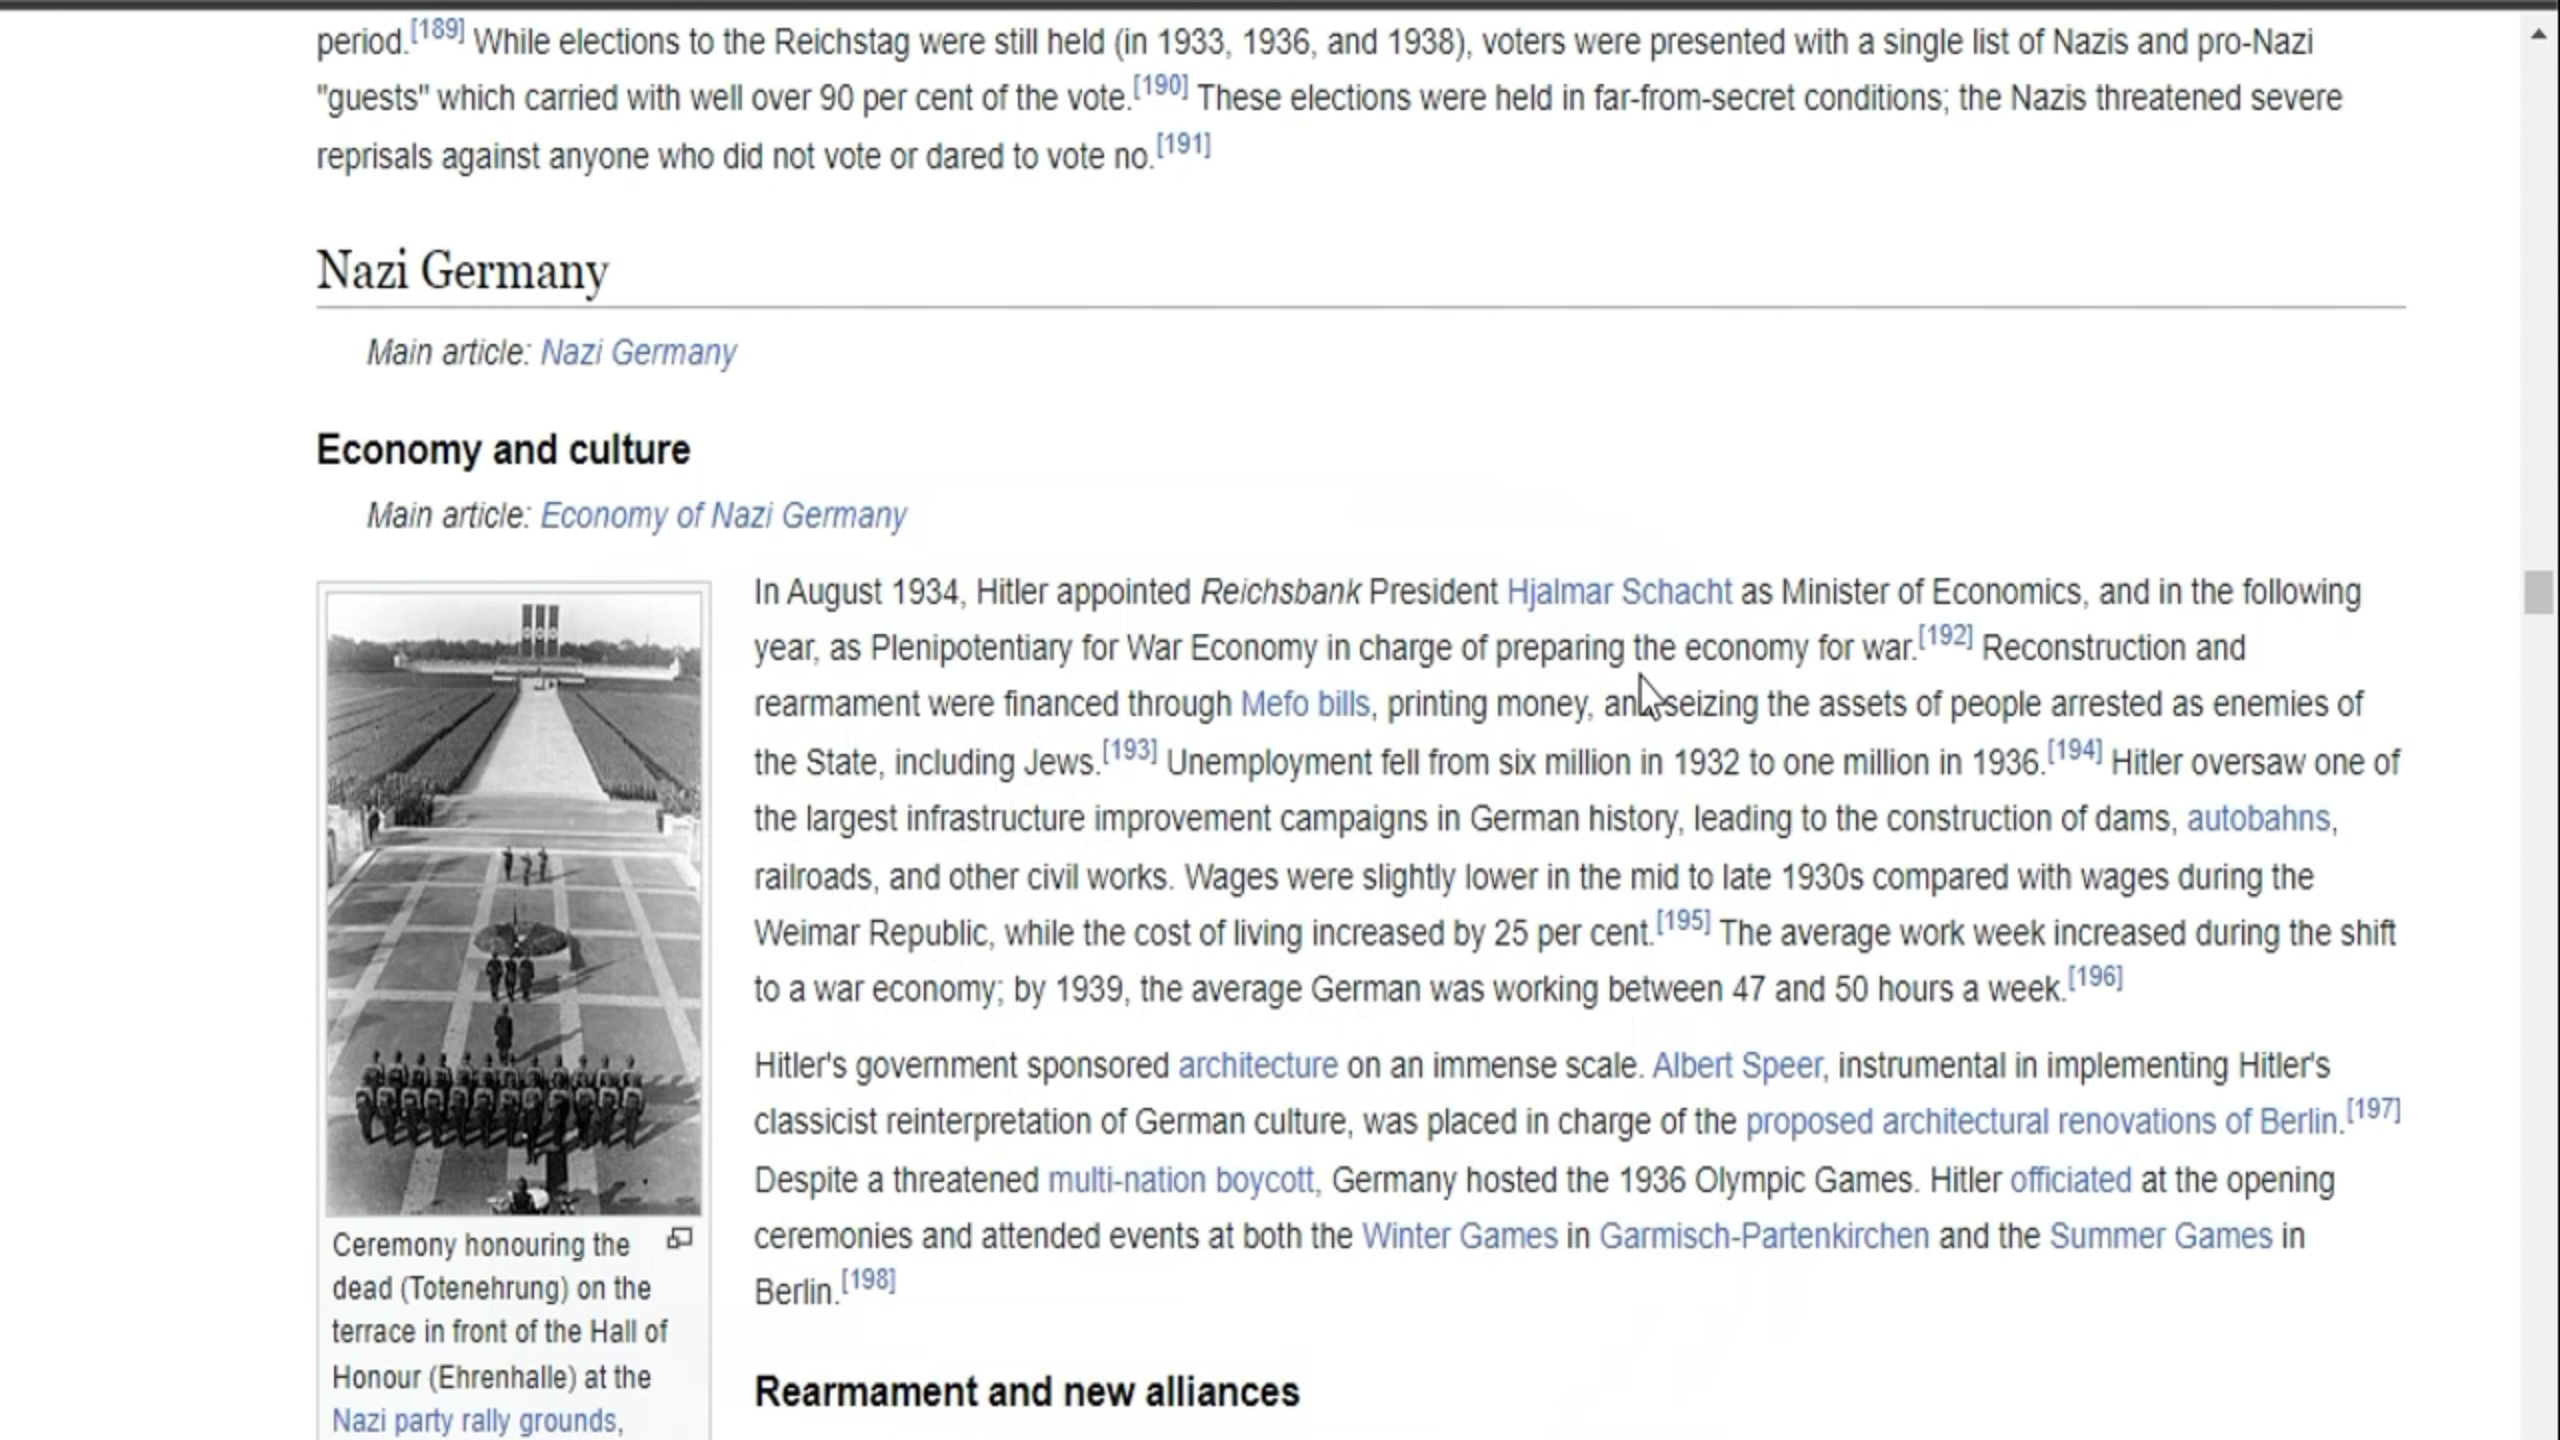 period.[189] While elections to the Reichstag were still held (in 1933, 1936, and 1938), voters were presented with a single list of Nazis and pro-Nazi
"guests" which carried with well over 90 per cent of the vote.[190] These elections were held in far-from-secret conditions; the Nazis threatened severe
reprisals against anyone who did not vote or dared to vote no.[191]
Nazi Germany
Main article: Nazi Germany
Economy and culture
Main article: Economy of Nazi Germany
In August 1934, Hitler appointed Reichsbank President Hjalmar Schacht as Minister of Economics, and in the following
year, as Plenipotentiary for War Economy in charge of preparing the economy for war.[192] Reconstruction and
rearmament were financed through Mefo bills, printing money, and seizing the assets of people arrested as enemies of
the State, including Jews.[193] Unemployment fell from six million in 1932 to one million in 1936.[194] Hitler oversaw one of
the largest infrastructure improvement campaigns in German history, leading to the construction of dams, autobahns,
railroads, and other civil works. Wages were slightly lower in the mid to late 1930s compared with wages during the
Weimar Republic, while the cost of living increased by 25 per cent.[195] The average work week increased during the shift
to a war economy; by 1939, the average German was working between 47 and 50 hours a week.[196]
Hitler's government sponsored architecture on an immense scale. Albert Speer, instrumental in implementing Hitler's
classicist reinterpretation of German culture, was placed in charge of the proposed architectural renovations of Berlin.[197]
Despite a threatened multi-nation boycott, Germany hosted the 1936 Olympic Games. Hitler officiated at the opening
ceremonies and attended events at both the Winter Games in Garmisch-Partenkirchen and the Summer Games in
Berlin.[198]
Ceremony honouring the
dead (Totenehrung) on the
terrace in front of the Hall of
Honour (Ehrenhalle) at the
Nazi party rally grounds,
Rearmament and new alliances